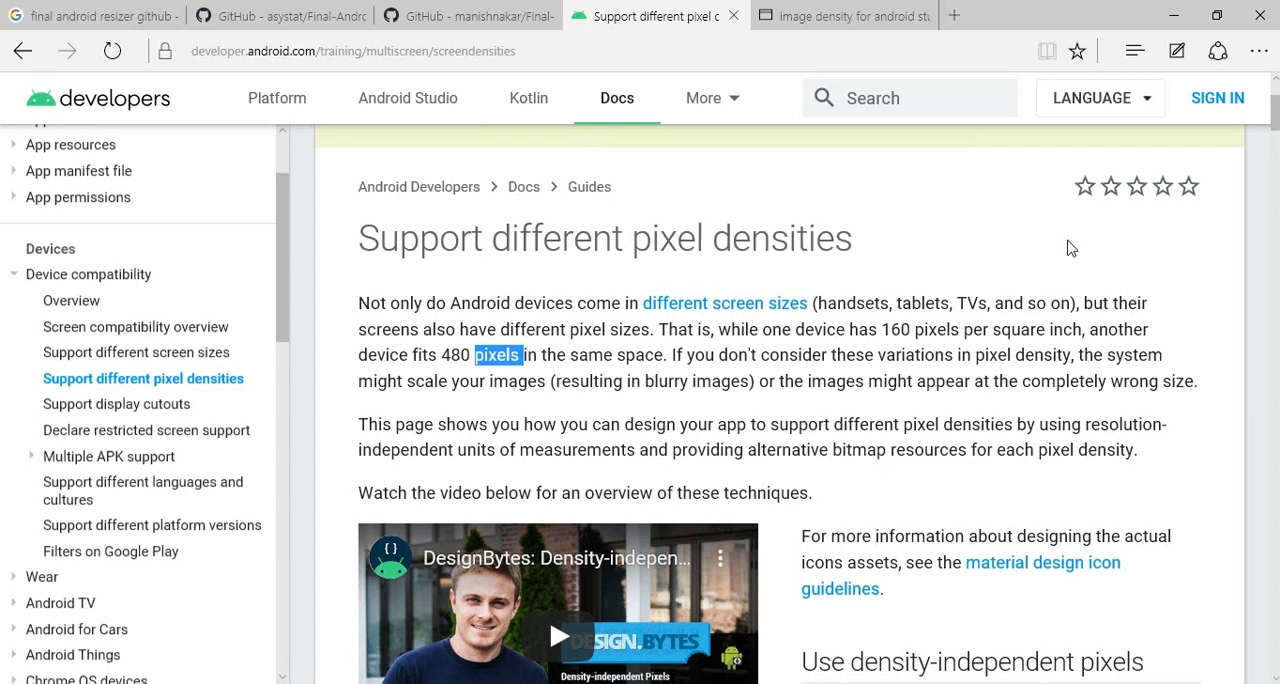 final android resizer github -
GitHub - asystat/Final-Andro
GitHub - manishnakar/Final-
Support different pixel d
image density for android stu
developer.android.com/training/multiscreen/screendensities
developers
Platform
Android Studio
Kotlin
Docs
More
Search
LANGUAGE
SIGN IN
App resources
App manifest file
App permissions
Devices
Device compatibility
Overview
Screen compatibility overview
Support different screen sizes
Support different pixel densities
Support display cutouts
Declare restricted screen support
Multiple APK support
Support different languages and
cultures
Support different platform versions
Filters on Google Play
Wear
Android TV
Android for Cars
Android Things
Chrome OS devices
Android Developers > Docs > Guides
Support different pixel densities
Not only do Android devices come in different screen sizes (handsets, tablets, TVs, and so on), but their
screens also have different pixel sizes. That is, while one device has 160 pixels per square inch, another
device fits 480 pixels in the same space. If you don't consider these variations in pixel density, the system
might scale your images (resulting in blurry images) or the images might appear at the completely wrong size.
This page shows you how you can design your app to support different pixel densities by using resolution-
independent units of measurements and providing alternative bitmap resources for each pixel density.
Watch the video below for an overview of these techniques.
{ }
DesignBytes: Density-indepen...
DESIGN.BYTES
Density-independent Pixels
For more information about designing the actual
icons assets, see the material design icon
guidelines.
Use density-independent pixels